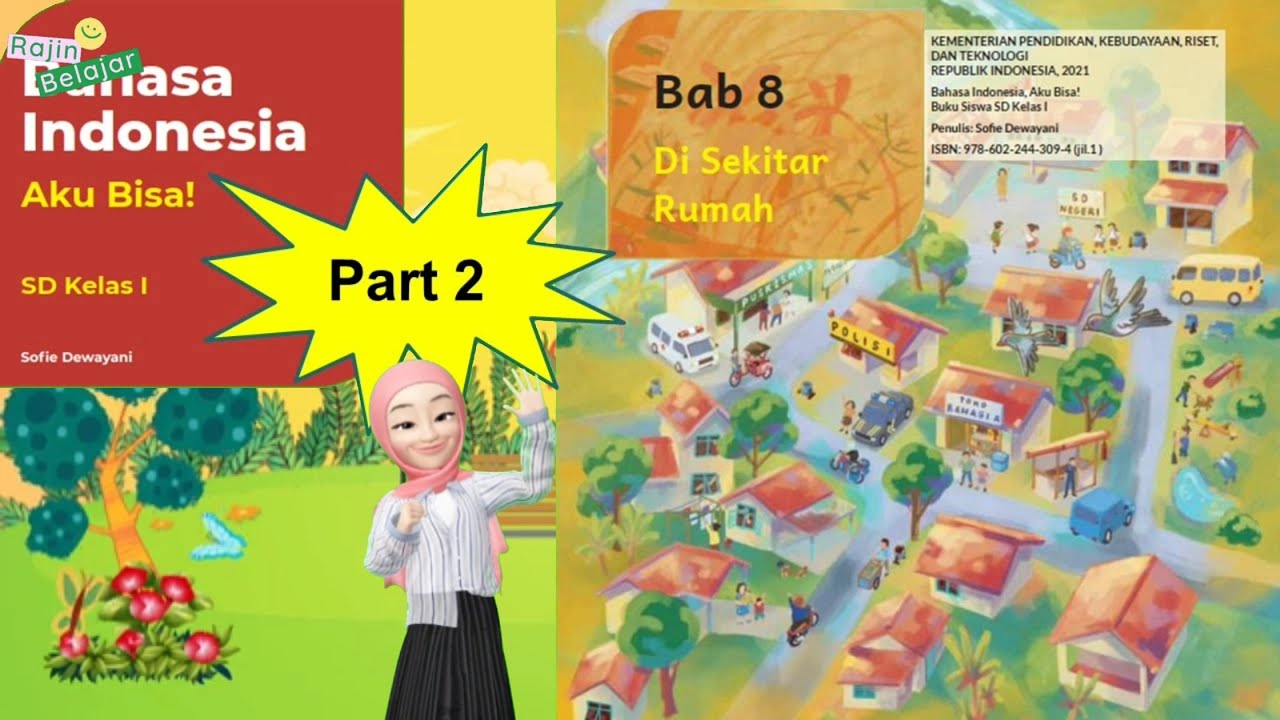 Rajin
Belajar
Bahasa
Indonesia
Aku Bisa!
SD Kelas I
Sofie Dewayani
Part 2
Bab 8
Di Sekitar
Rumah
KEMENTERIAN PENDIDIKAN, KEBUDAYAAN, RISET,
DAN TEKNOLOGI
REPUBLIK INDONESIA, 2021
Bahasa Indonesia, Aku Bisa!
Buku Siswa SD Kelas I
Penulis: Sofie Dewayani
ISBN: 978-602-244-309-4 (jil.1 )
SD
NEGERI
PUSKESMAS
POLISI
TOKO
BAHAGIA